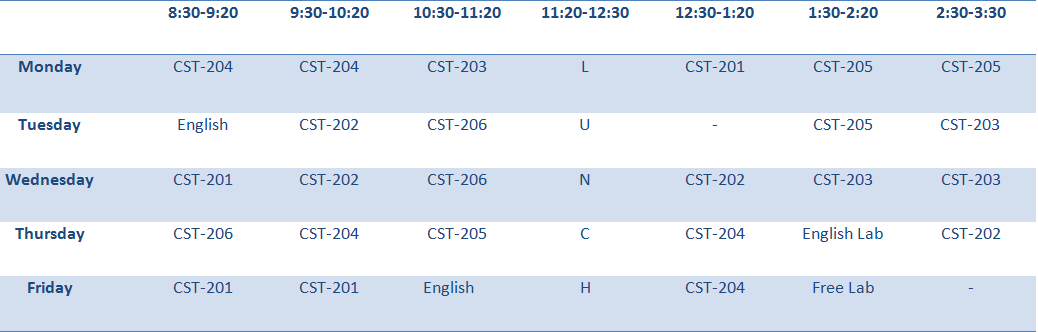 8:30-9:20 9:30-10:20 10:30-11:20 11:20-12:30 12:30-1:20 1:30-2:20 2:30-3:30
Monday CST-204 CST-204 CST-203 L CST-201 CST-205 CST-205
Tuesday English CST-202 CST-206 U - CST-205 CST-203
Wednesday CST-201 CST-202 CST-206 N CST-202 CST-203 CST-203
Thursday CST-206 CST-204 CST-205 C CST-204 English Lab CST-202
Friday CST-201 CST-201 English H CST-204 Free Lab -